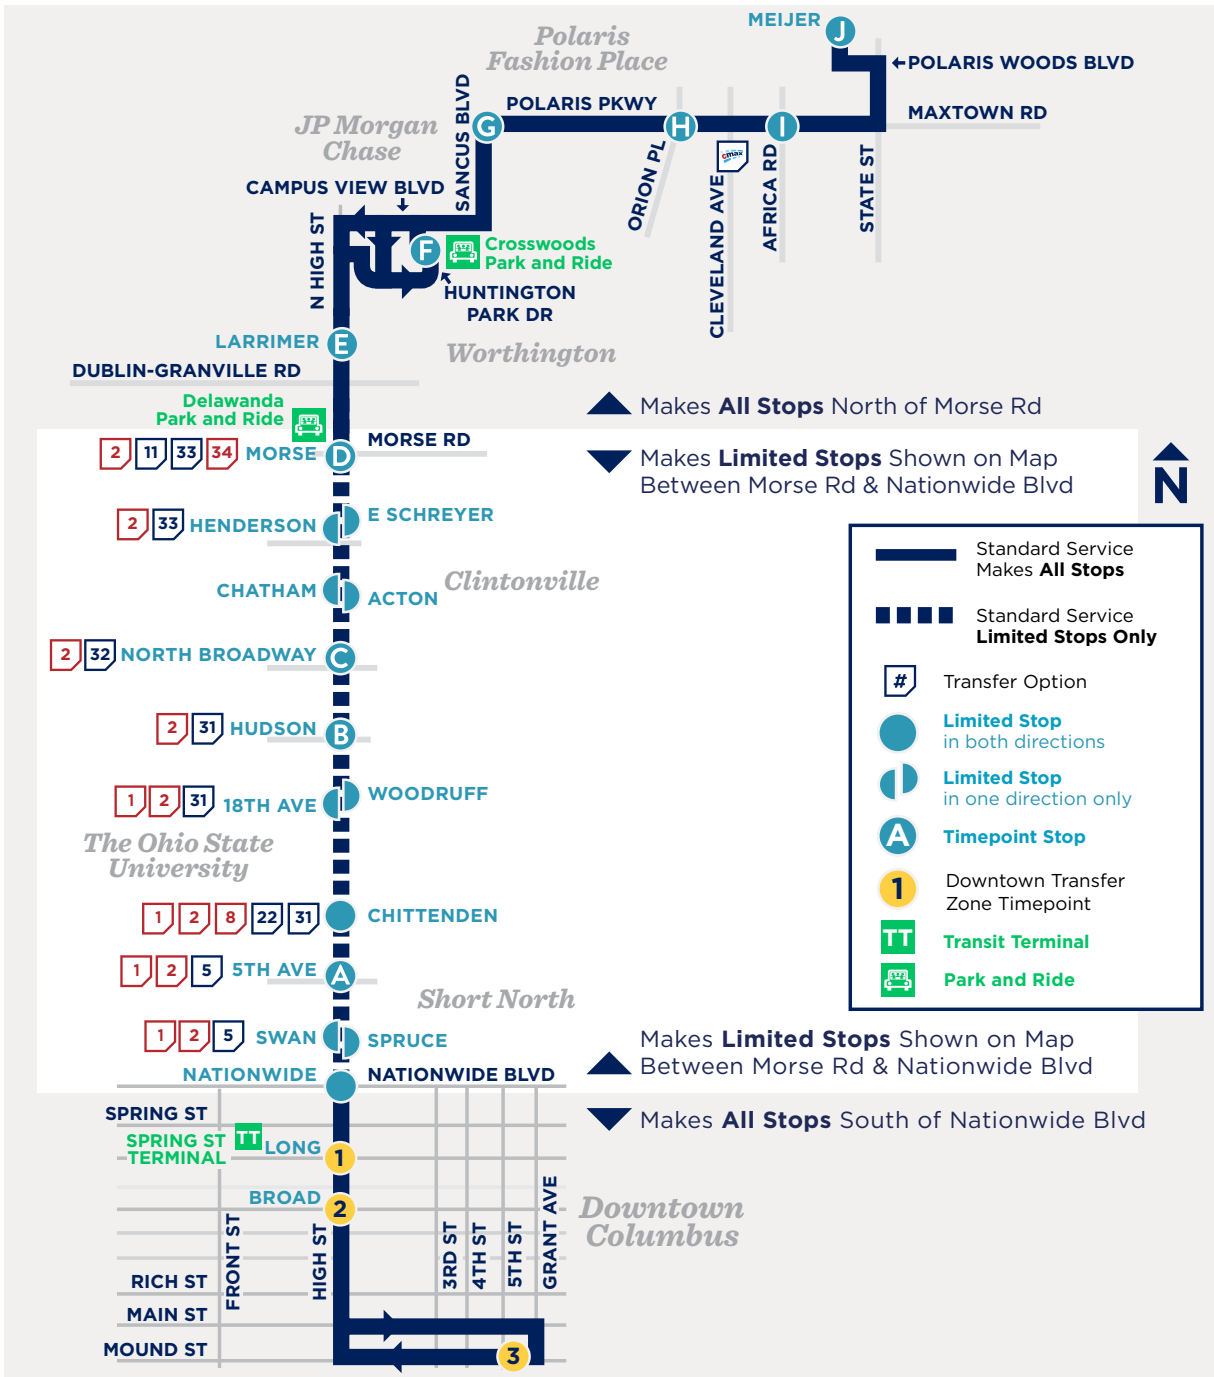 MEIJER
J
Polaris
Fashion Place
POLARIS WOODS BLVD
SANCUS BLVD
POLARIS PKWY
MAXTOWN RD
G
H
I
JP Morgan
Chase
cmax
ORION PL
CLEVELAND AVE
AFRICA RD
STATE ST
CAMPUS VIEW BLVD
N HIGH ST
F
Crosswoods
Park and Ride
HUNTINGTON
PARK DR
LARRIMER
E
Worthington
DUBLIN-GRANVILLE RD
Delawanda
Park and Ride
Makes All Stops North of Morse Rd
2 11 33 34 MORSE
D
MORSE RD
Makes Limited Stops Shown on Map
Between Morse Rd & Nationwide Blvd
N
2 33 HENDERSON
E SCHREYER
CHATHAM
ACTON
Clintonville
2 32 NORTH BROADWAY
C
2 31 HUDSON
B
1 2 31 18TH AVE
WOODRUFF
The Ohio State
University
1 2 8 22 31
CHITTENDEN
1 2 5 5TH AVE
A
Short North
1 2 5 SWAN
SPRUCE
NATIONWIDE
NATIONWIDE BLVD
Standard Service
Makes All Stops
Standard Service
Limited Stops Only
#
Transfer Option
Limited Stop
in both directions
Limited Stop
in one direction only
A
Timepoint Stop
1
Downtown Transfer
Zone Timepoint
TT
Transit Terminal
Park and Ride
Makes Limited Stops Shown on Map
Between Morse Rd & Nationwide Blvd
Makes All Stops South of Nationwide Blvd
SPRING ST
SPRING ST
TERMINAL
TT
LONG
1
BROAD
2
Downtown
Columbus
FRONT ST
HIGH ST
3RD ST
4TH ST
5TH ST
GRANT AVE
RICH ST
MAIN ST
MOUND ST
3